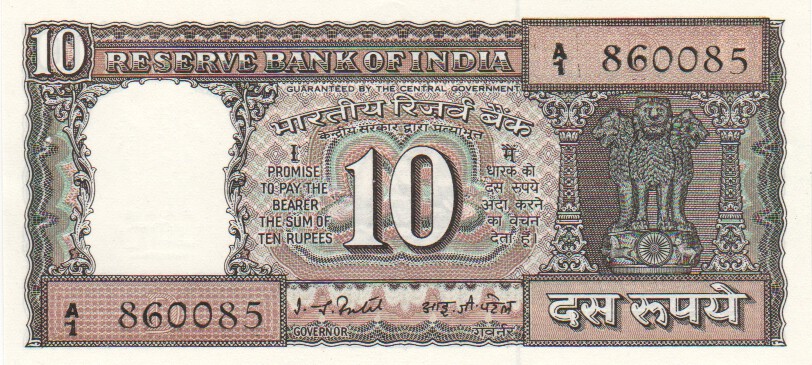 10
RESERVE BANK OF INDIA
A/1 860085
GUARANTEED BY THE CENTRAL GOVERNMENT
भारतीय रिज़र्व बैंक
केन्द्रीय सरकार द्वारा प्रत्याभूत
I
PROMISE
TO PAY THE
BEARER
THE SUM OF
TEN RUPEES
10
मैं
धारक को
दस रुपये
अदा करने
का वचन
देता हूं।
A/1 860085
आइ. जी. पटेल
GOVERNOR
गवर्नर
दस रूपये